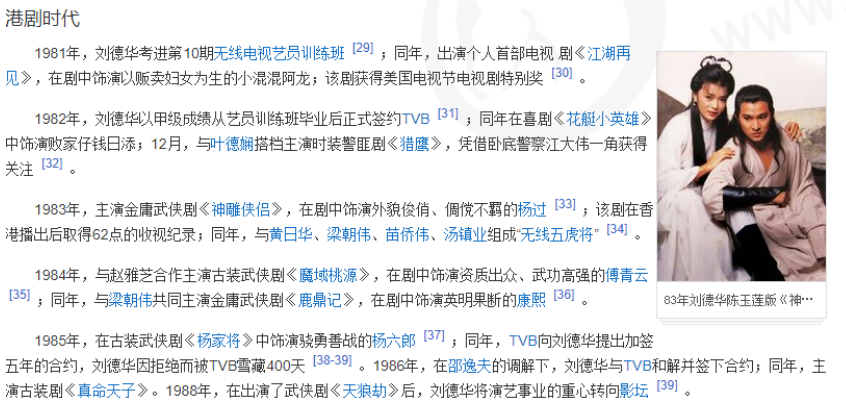 港剧时代
1981年，刘德华考进第10期无线电视艺员训练班 [29] ；同年，出演个人首部电视 剧《江湖再
见》，在剧中饰演以贩卖妇女为生的小混混阿龙；该剧获得美国电视节电视剧特别奖 [30] 。
1982年，刘德华以甲级成绩从艺员训练班毕业后正式签约TVB [31] ；同年在喜剧《花艇小英雄》
中饰演败家仔钱日添；12月，与叶德娴搭档主演时装警匪剧《猎鹰》，凭借卧底警察江大伟一角获得
关注 [32] 。
1983年，主演金庸武侠剧《神雕侠侣》，在剧中饰演外貌俊俏、倜傥不羁的杨过 [33] ；该剧在香
港播出后取得62点的收视纪录；同年，与黄日华、梁朝伟、苗侨伟、汤镇业组成“无线五虎将” [34] 。
1984年，与赵雅芝合作主演古装武侠剧《魔域桃源》，在剧中饰演资质出众、武功高强的傅青云
[35] ；同年，与梁朝伟共同主演金庸武侠剧《鹿鼎记》，在剧中饰演英明果断的康熙 [36] 。
83年刘德华陈玉莲版《神…
1985年，在古装武侠剧《杨家将》中饰演骁勇善战的杨六郎 [37] ；同年，TVB向刘德华提出加签
五年的合约，刘德华因拒绝而被TVB雪藏400天 [38-39] 。1986年，在邵逸夫的调解下，刘德华与TVB和解并签下合约；同年，主
演古装剧《真命天子》。1988年，在出演了武侠剧《天狼劫》后，刘德华将演艺事业的重心转向影坛 [39] 。